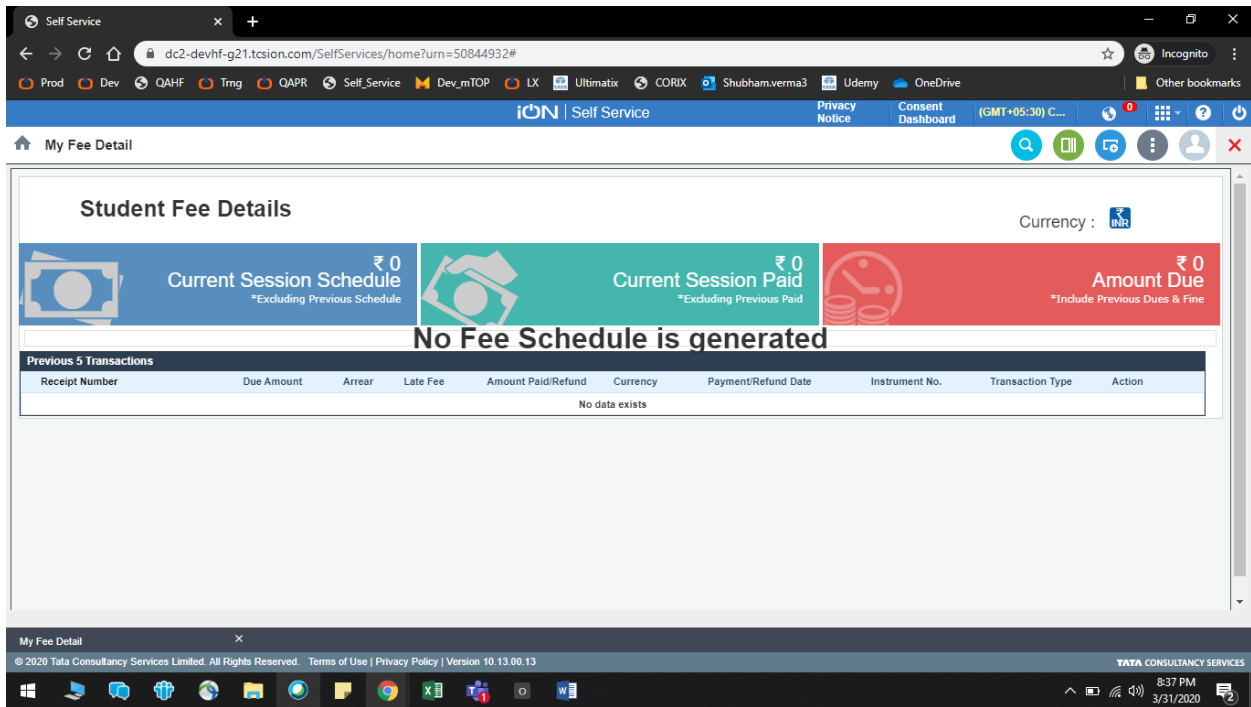 Self Service
dc2-devhf-g21.tcsion.com/SelfServices/home?urn=50844932#
Incognito
Prod Dev QAHF Trng QAPR Self_Service Dev_mTOP LX Ultimatix CORIX Shubham.verma3 Udemy OneDrive Other bookmarks
iON | Self Service Privacy Notice Consent Dashboard (GMT+05:30) C... 0
My Fee Detail
Student Fee Details
Currency : ₹ INR
₹ 0 ₹ 0 ₹ 0
Current Session Schedule Current Session Paid Amount Due
*Excluding Previous Schedule *Excluding Previous Paid *Include Previous Dues & Fine
No Fee Schedule is generated
Previous 5 Transactions
Receipt Number Due Amount Arrear Late Fee Amount Paid/Refund Currency Payment/Refund Date Instrument No. Transaction Type Action
No data exists
My Fee Detail
© 2020 Tata Consultancy Services Limited. All Rights Reserved. Terms of Use | Privacy Policy | Version 10.13.00.13 TATA CONSULTANCY SERVICES
8:37 PM
3/31/2020